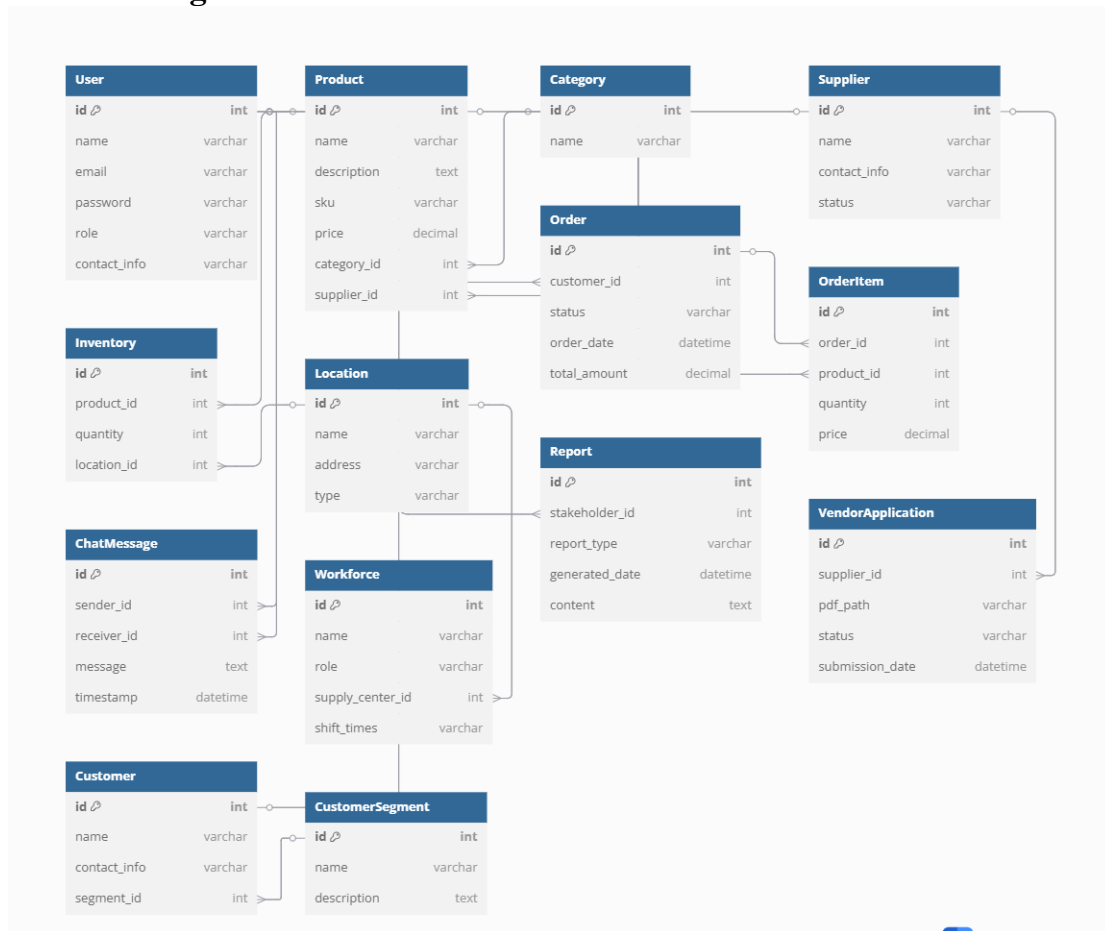 User
id int
name varchar
email varchar
password varchar
role varchar
contact_info varchar
Product
id int
name varchar
description text
sku varchar
price decimal
category_id int
supplier_id int
Category
id int
name varchar
Supplier
id int
name varchar
contact_info varchar
status varchar
Order
id int
customer_id int
status varchar
order_date datetime
total_amount decimal
OrderItem
id int
order_id int
product_id int
quantity int
price decimal
Inventory
id int
product_id int
quantity int
location_id int
Location
id int
name varchar
address varchar
type varchar
Report
id int
stakeholder_id int
report_type varchar
generated_date datetime
content text
VendorApplication
id int
supplier_id int
pdf_path varchar
status varchar
submission_date datetime
ChatMessage
id int
sender_id int
receiver_id int
message text
timestamp datetime
Workforce
id int
name varchar
role varchar
supply_center_id int
shift_times varchar
Customer
id int
name varchar
contact_info varchar
segment_id int
CustomerSegment
id int
name varchar
description text